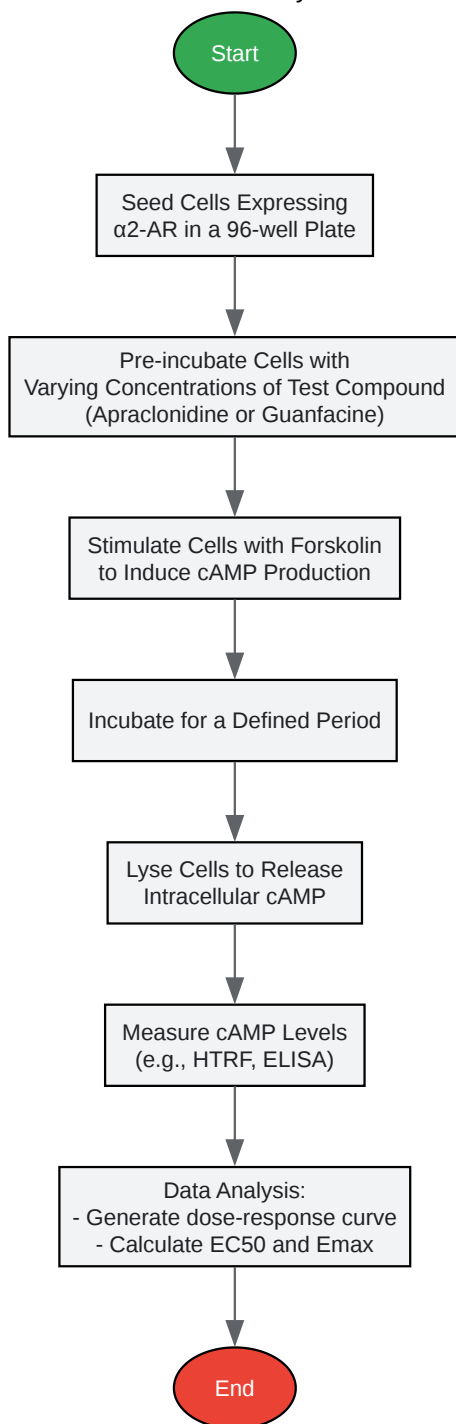 Start
Seed Cells Expressing
α2-AR in a 96-well Plate
Pre-incubate Cells with
Varying Concentrations of Test Compound
(Apraclonidine or Guanfacine)
Stimulate Cells with Forskolin
to Induce cAMP Production
Incubate for a Defined Period
Lyse Cells to Release
Intracellular cAMP
Measure cAMP Levels
(e.g., HTRF, ELISA)
Data Analysis:
- Generate dose-response curve
- Calculate EC50 and Emax
End